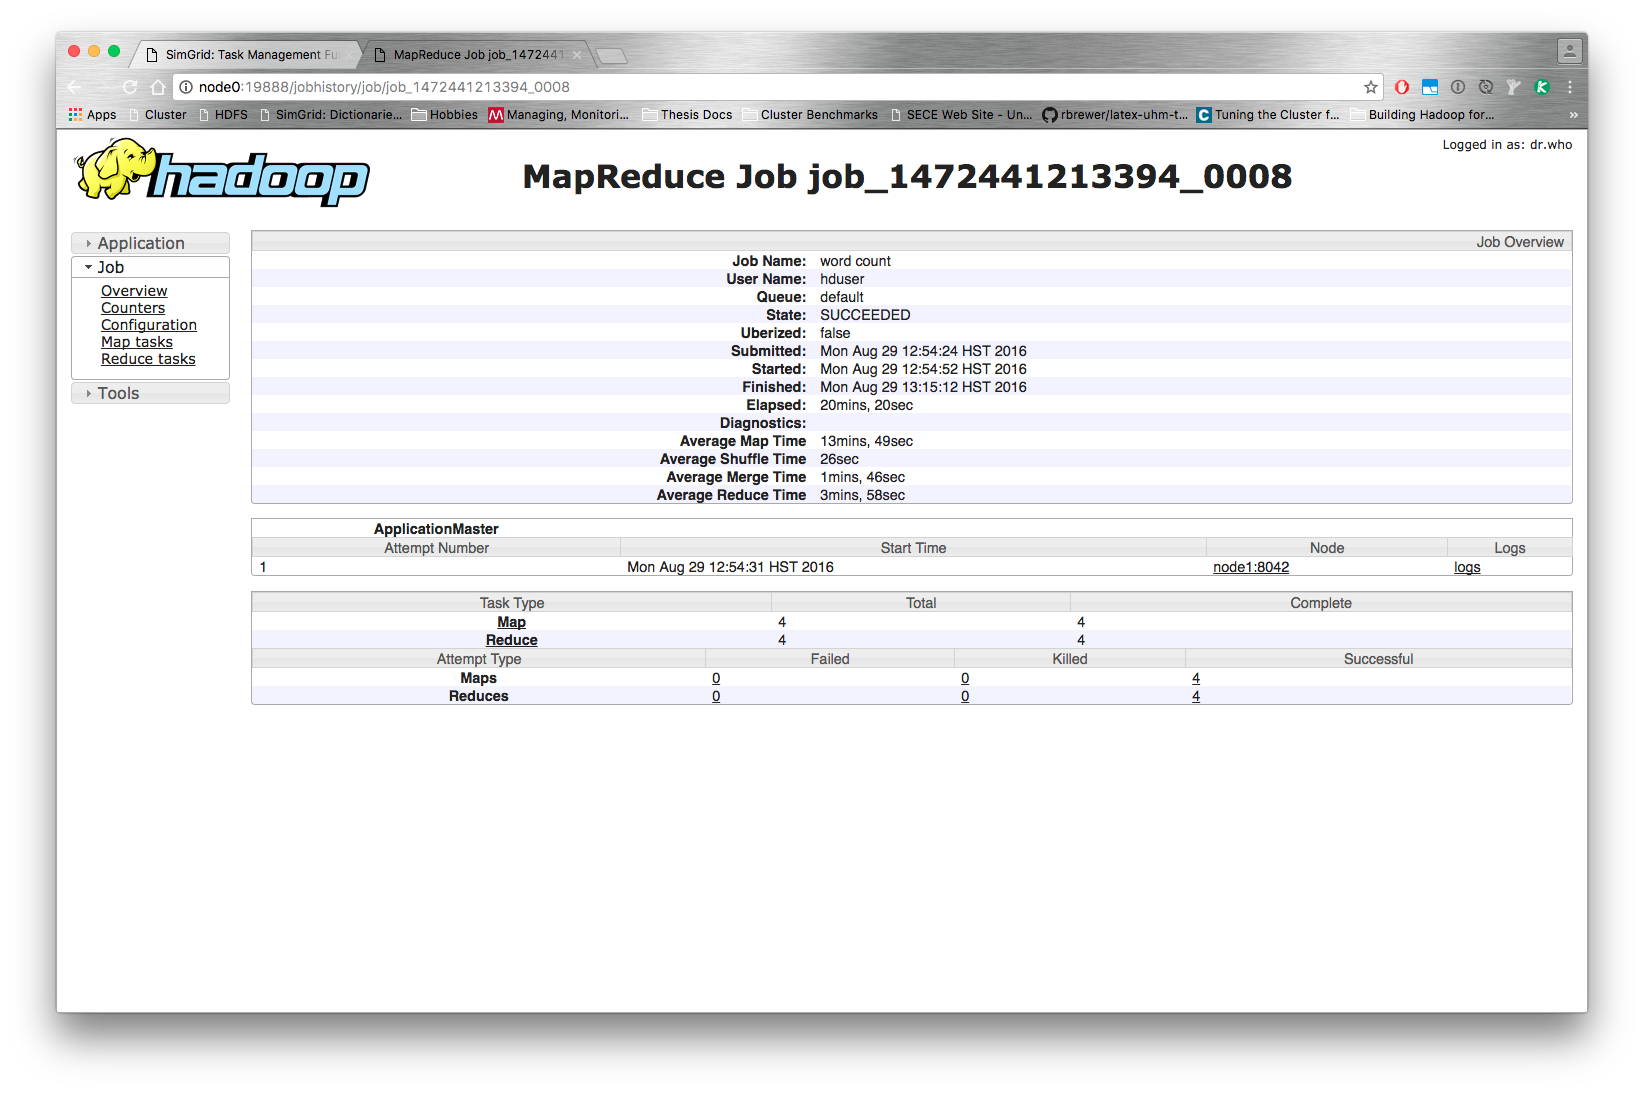 SimGrid: Task Management Fu
MapReduce Job job_1472441
node0:19888/jobhistory/job/job_1472441213394_0008
Apps Cluster HDFS SimGrid: Dictionarie... Hobbies Managing, Monitori... Thesis Docs Cluster Benchmarks SECE Web Site - Un... rbrewer/latex-uhm-t... Tuning the Cluster f... Building Hadoop for... »
Logged in as: dr.who
hadoop
MapReduce Job job_1472441213394_0008
Application
Job
Overview
Counters
Configuration
Map tasks
Reduce tasks
Tools
Job Overview
Job Name: word count
User Name: hduser
Queue: default
State: SUCCEEDED
Uberized: false
Submitted: Mon Aug 29 12:54:24 HST 2016
Started: Mon Aug 29 12:54:52 HST 2016
Finished: Mon Aug 29 13:15:12 HST 2016
Elapsed: 20mins, 20sec
Diagnostics:
Average Map Time 13mins, 49sec
Average Shuffle Time 26sec
Average Merge Time 1mins, 46sec
Average Reduce Time 3mins, 58sec
ApplicationMaster
Attempt Number Start Time Node Logs
1 Mon Aug 29 12:54:31 HST 2016 node1:8042 logs
Task Type Total Complete
Map 4 4
Reduce 4 4
Attempt Type Failed Killed Successful
Maps 0 0 4
Reduces 0 0 4